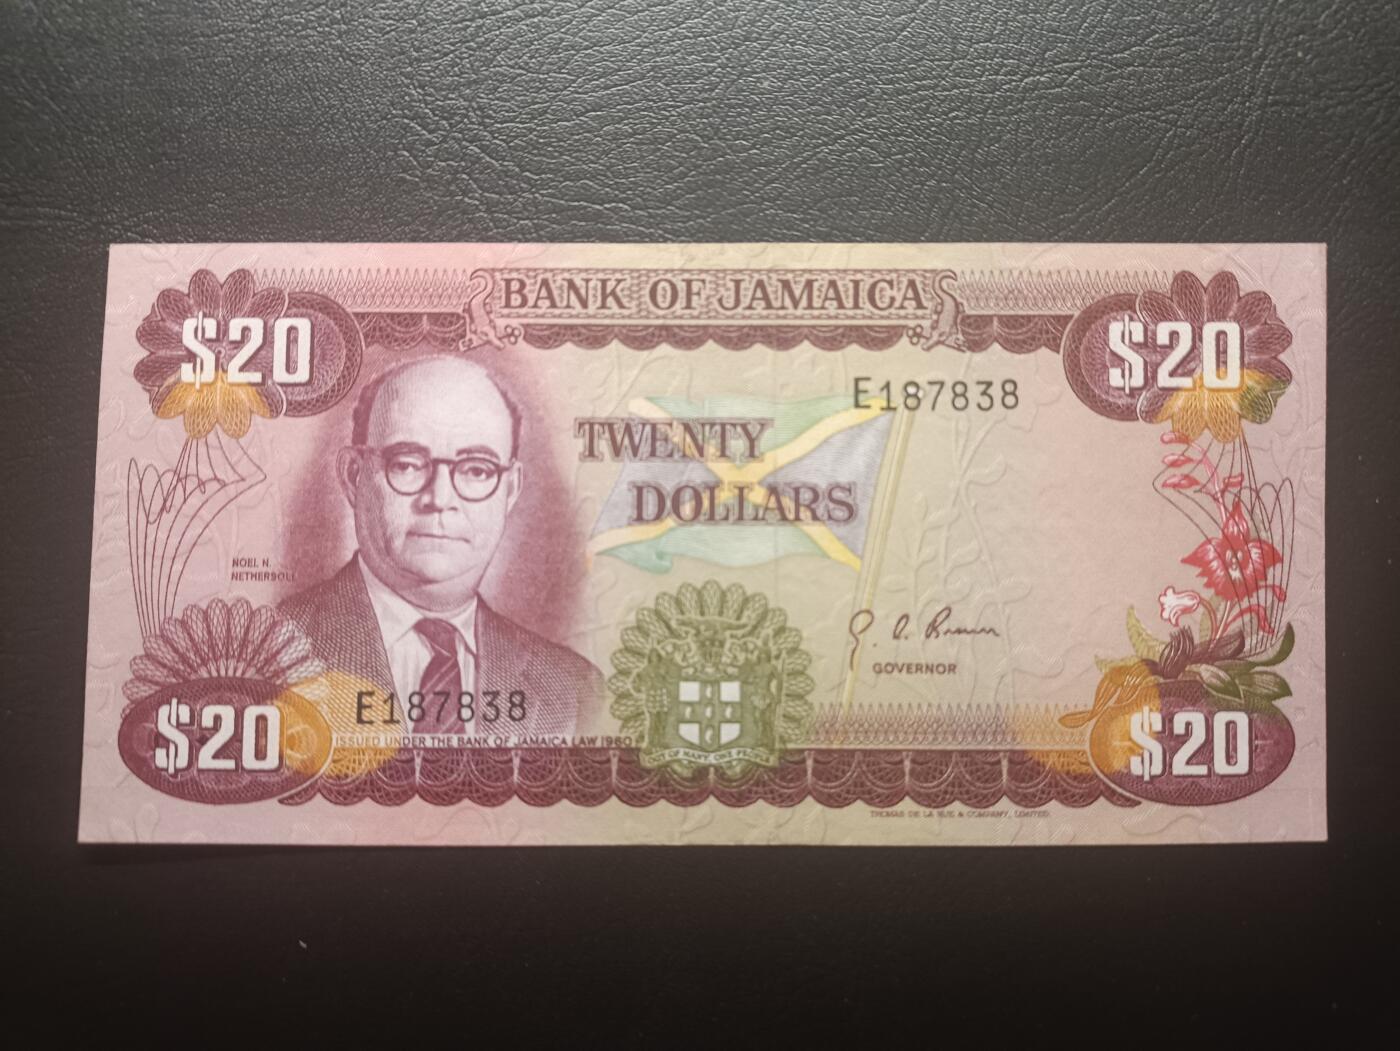 BANK OF JAMAICA
$20
$20
E187838
TWENTY
DOLLARS
NOEL N.
NETHERSOLE
G. A. Brown
GOVERNOR
E187838
$20
$20
ISSUED UNDER THE BANK OF JAMAICA LAW 1960
OUT OF MANY, ONE PEOPLE
THOMAS DE LA RUE & COMPANY, LIMITED.